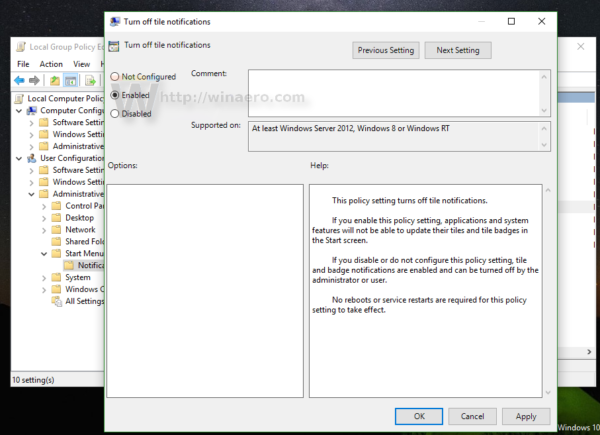 Turn off tile notifications
Local Group Policy Ed
File Action View
Turn off tile notifications
Previous Setting Next Setting
Not Configured
Enabled
Disabled
Comment:
W http://winaero.com
Supported on:
At least Windows Server 2012, Windows 8 or Windows RT
Options:
Help:
Local Computer Policy
Computer Config
Software Settin
Windows Settin
Administrative
User Configuration
Software Settin
Windows Settin
Administrative
Control Pa
Desktop
Network
Shared Fold
Start Menu
Notifica
System
Windows C
All Settings
This policy setting turns off tile notifications.
If you enable this policy setting, applications and system
features will not be able to update their tiles and tile badges in
the Start screen.
If you disable or do not configure this policy setting, tile
and badge notifications are enabled and can be turned off by the
administrator or user.
No reboots or service restarts are required for this policy
setting to take effect.
10 setting(s)
OK Cancel Apply
Windows 10